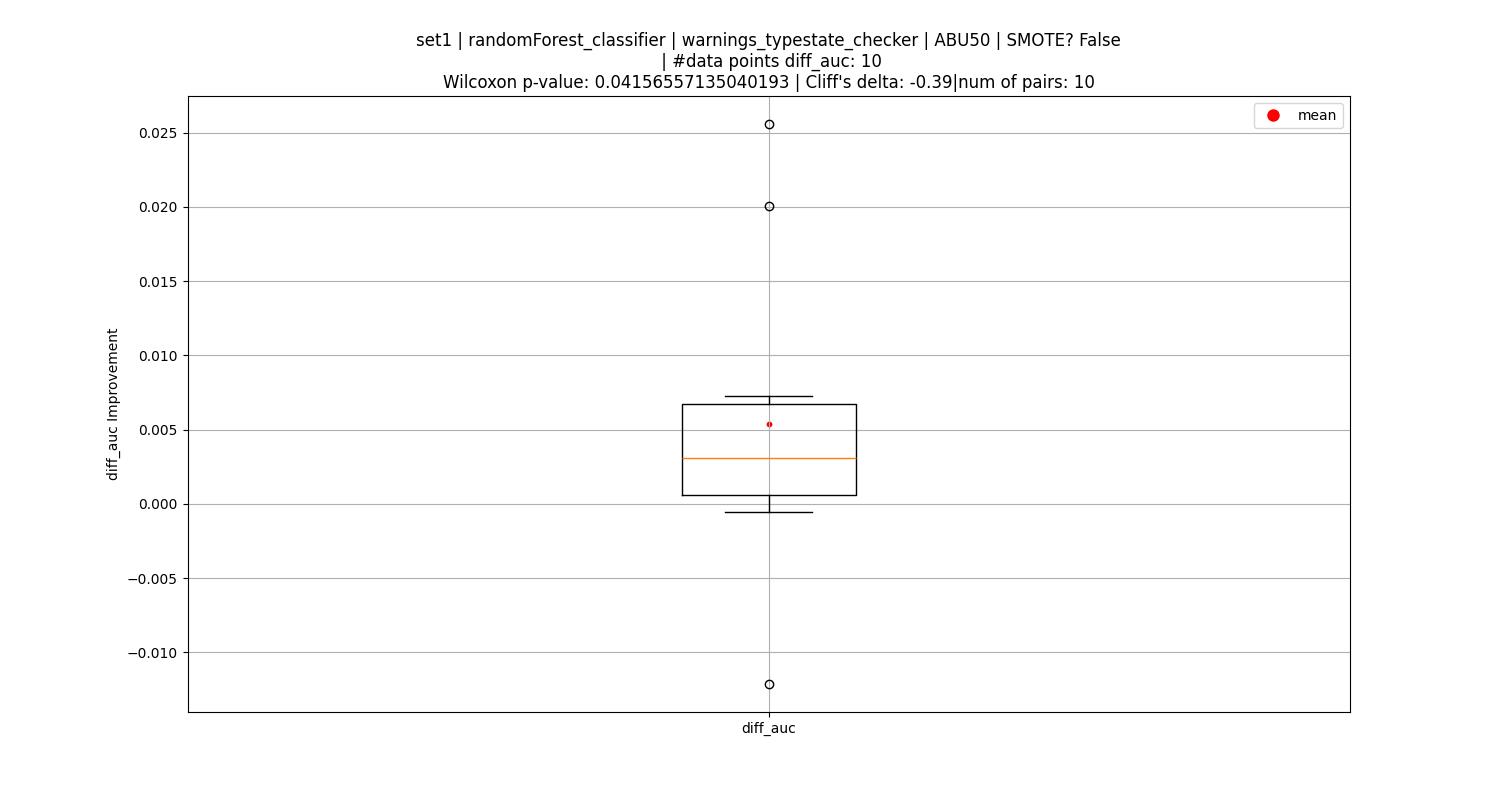 set1 | randomForest_classifier | warnings_typestate_checker | ABU50 | SMOTE? False
| #data points diff_auc: 10
Wilcoxon p-value: 0.04156557135040193 | Cliff's delta: -0.39|num of pairs: 10
mean
0.025
0.020
0.015
0.010
0.005
0.000
−0.005
−0.010
diff_auc Improvement
diff_auc